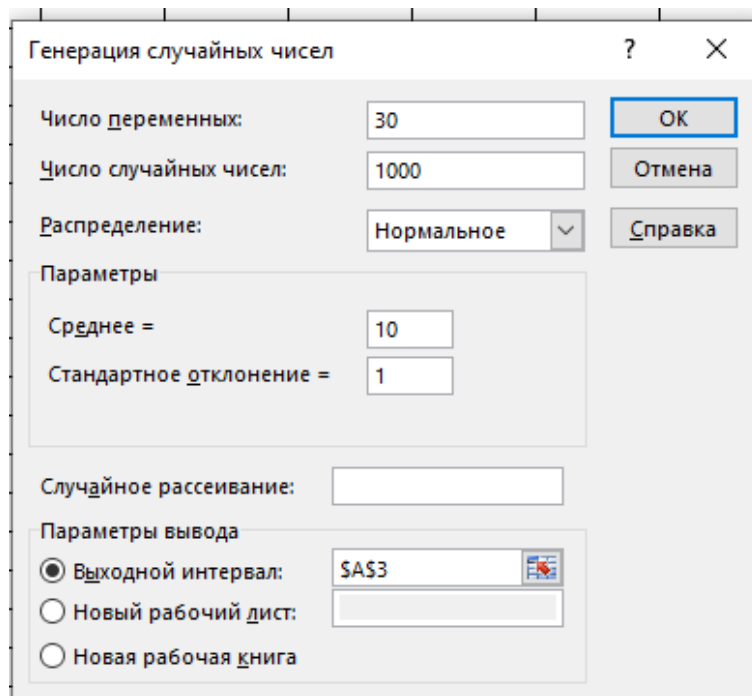 Генерация случайных чисел ? ×
Число переменных: 30 ОК
Число случайных чисел: 1000 Отмена
Распределение: Нормальное Справка
Параметры
Среднее = 10
Стандартное отклонение = 1
Случайное рассеивание:
Параметры вывода
Выходной интервал: $A$3
Новый рабочий лист:
Новая рабочая книга